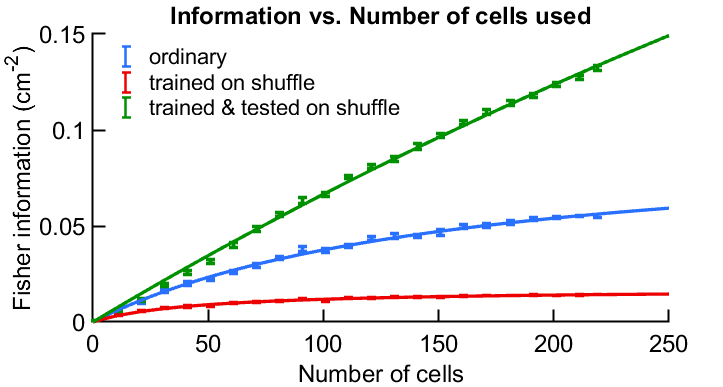 Information vs. Number of cells used
Fisher information (cm⁻²)
0.15
0.1
0.05
0
ordinary
trained on shuffle
trained & tested on shuffle
0 50 100 150 200 250
Number of cells